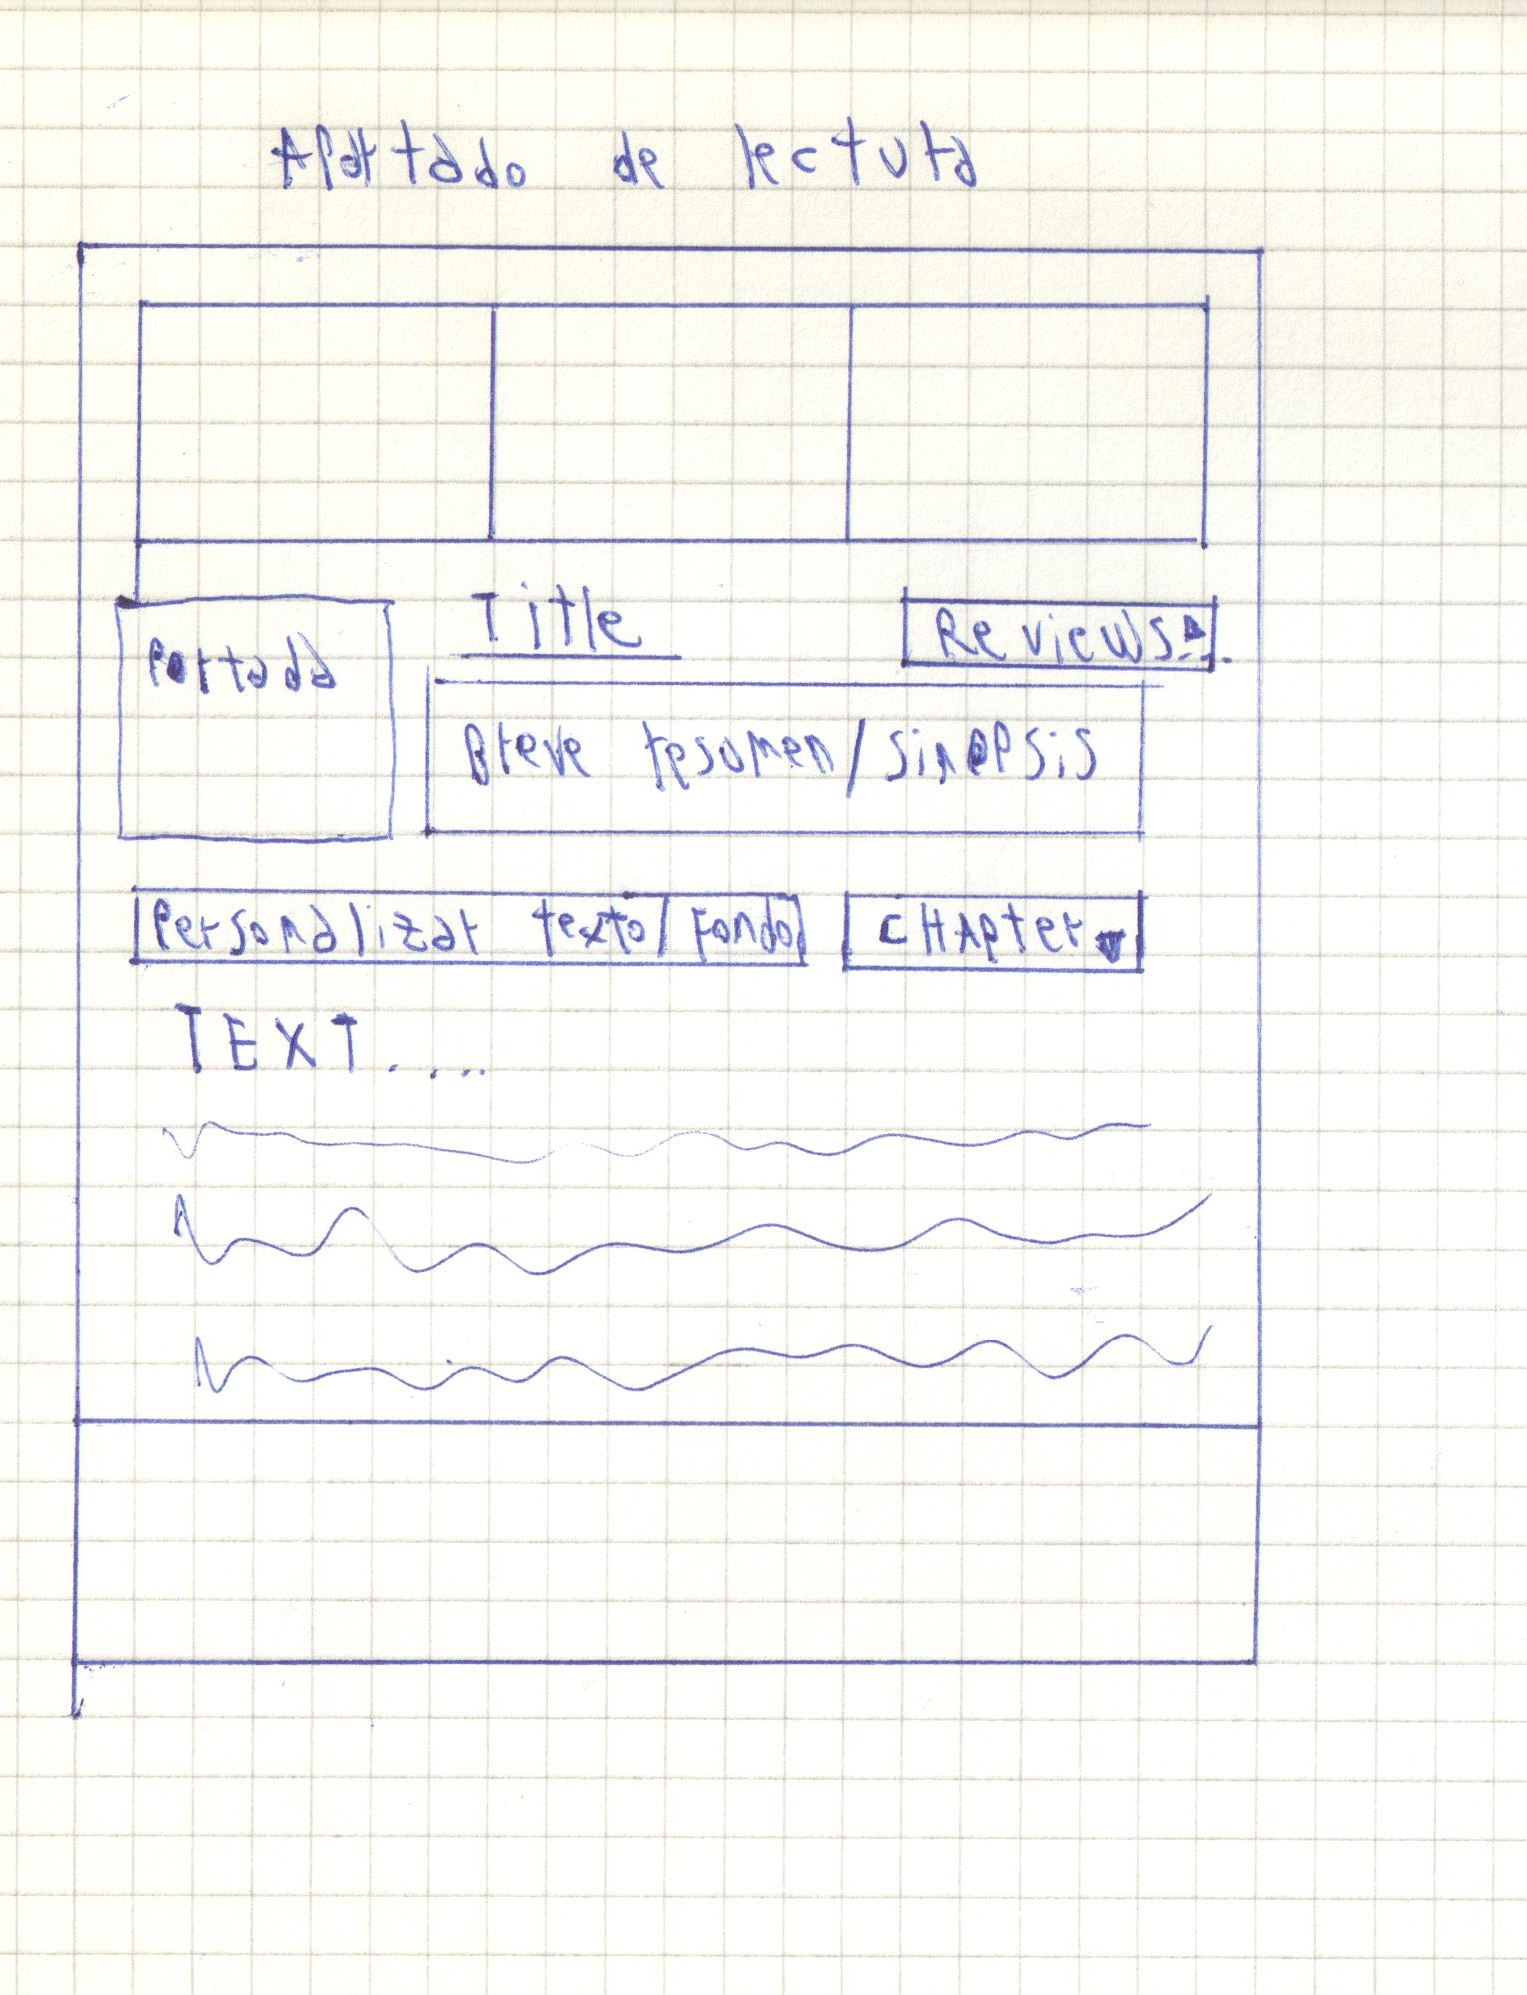 Apartado de lectura
Title
Reviews...
Portada
Breve resumen/sinopsis
Personalizar texto/fondo
CHApter
TEXT....